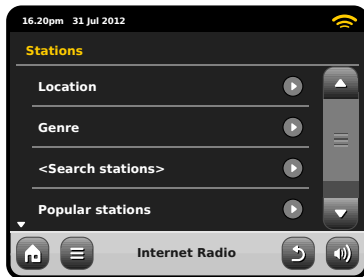 16.20pm 31 Jul 2012
Stations
Location
Genre
<Search stations>
Popular stations
Internet Radio